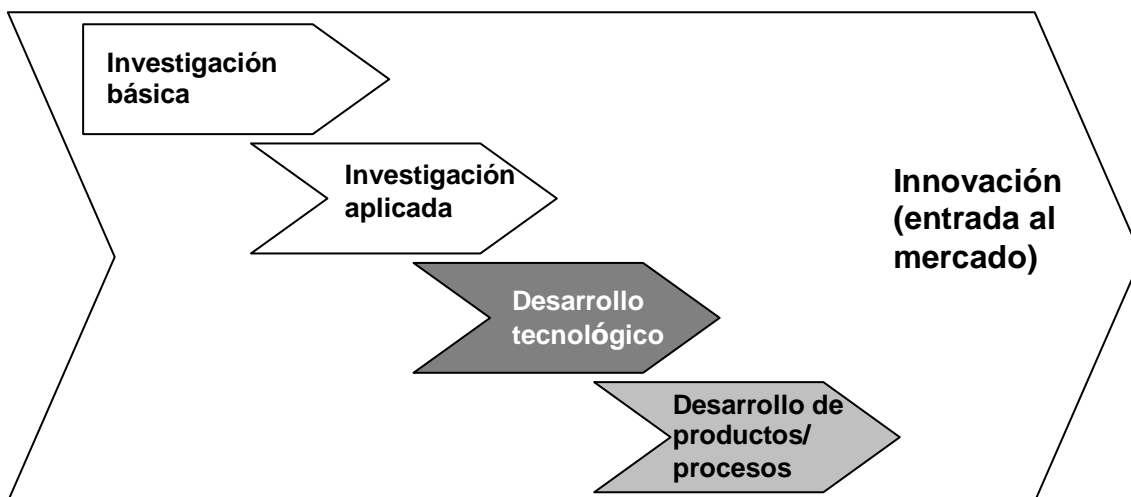 Investigación
básica
Investigación
aplicada
Desarrollo
tecnológico
Desarrollo de
productos/
procesos
Innovación
(entrada al
mercado)